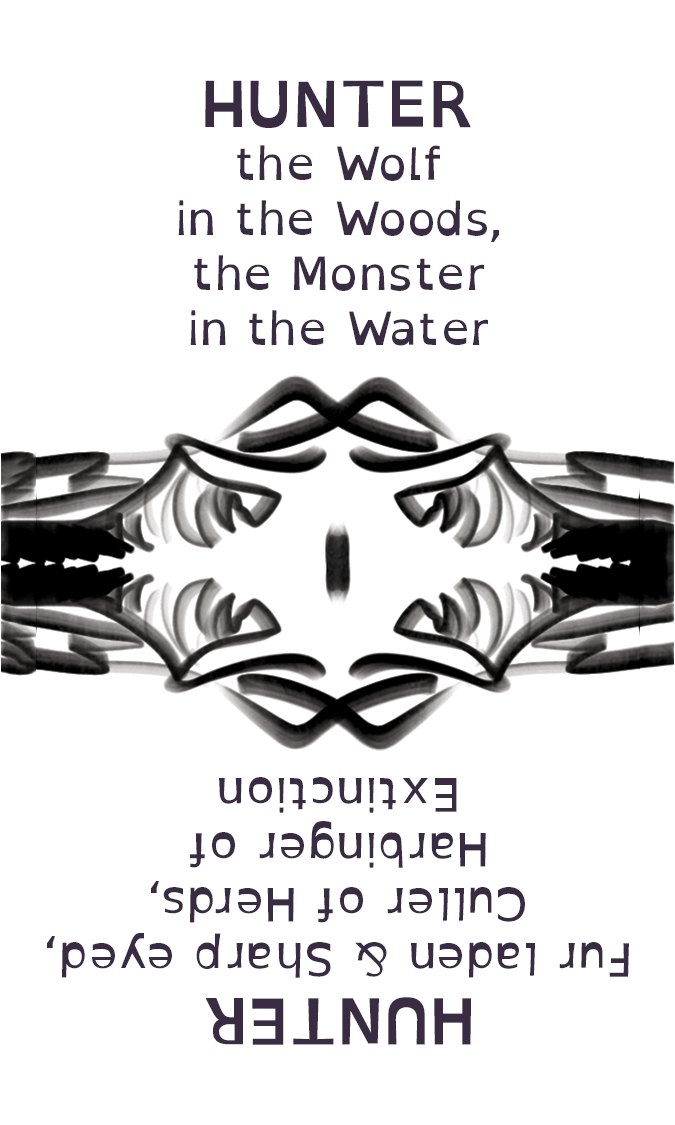 HUNTER
the Wolf
in the Woods,
the Monster
in the Water
HUNTER
Fur laden & Sharp eyed,
Culler of Herds,
Harbinger of
Extinction